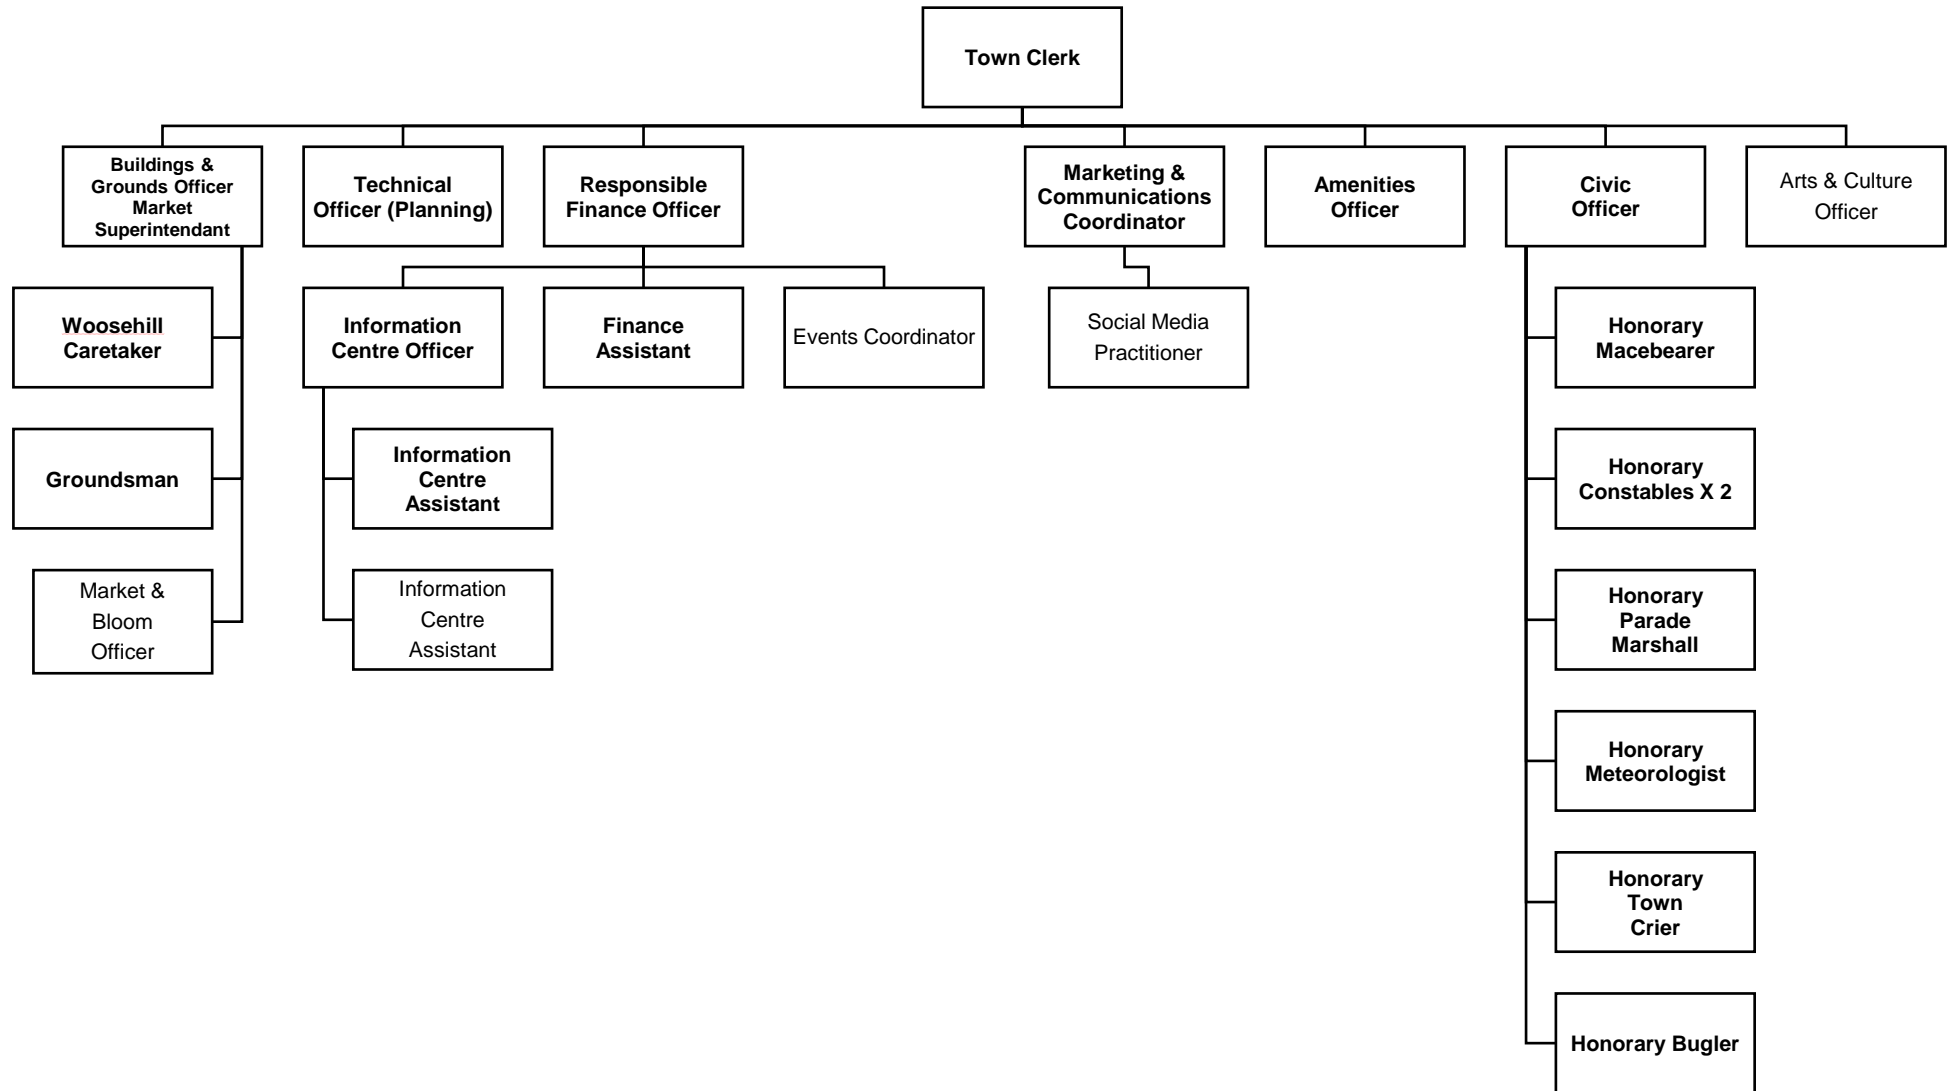 Town Clerk
Buildings &
Grounds Officer
Market
Superintendant
Technical
Officer (Planning)
Responsible
Finance Officer
Marketing &
Communications
Coordinator
Amenities
Officer
Civic
Officer
Arts & Culture
Officer
Woosehill
Caretaker
Information
Centre Officer
Finance
Assistant
Events Coordinator
Social Media
Practitioner
Honorary
Macebearer
Groundsman
Information
Centre
Assistant
Honorary
Constables X 2
Market &
Bloom
Officer
Information
Centre
Assistant
Honorary
Parade
Marshall
Honorary
Meteorologist
Honorary
Town
Crier
Honorary Bugler